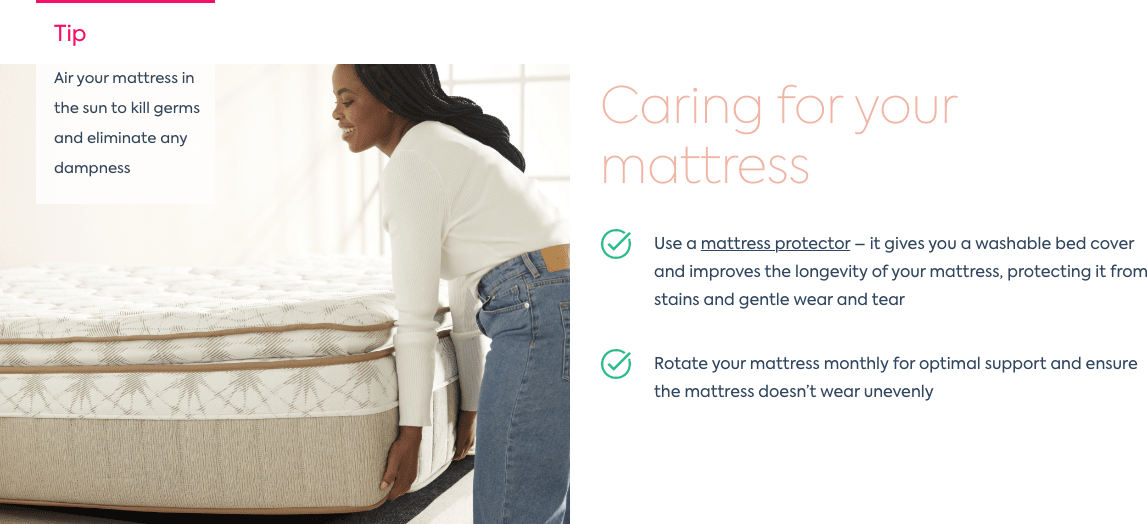 Tip
Air your mattress in
the sun to kill germs
and eliminate any
dampness
Caring for your
mattress
Use a mattress protector – it gives you a washable bed cover
and improves the longevity of your mattress, protecting it from
stains and gentle wear and tear
Rotate your mattress monthly for optimal support and ensure
the mattress doesn’t wear unevenly